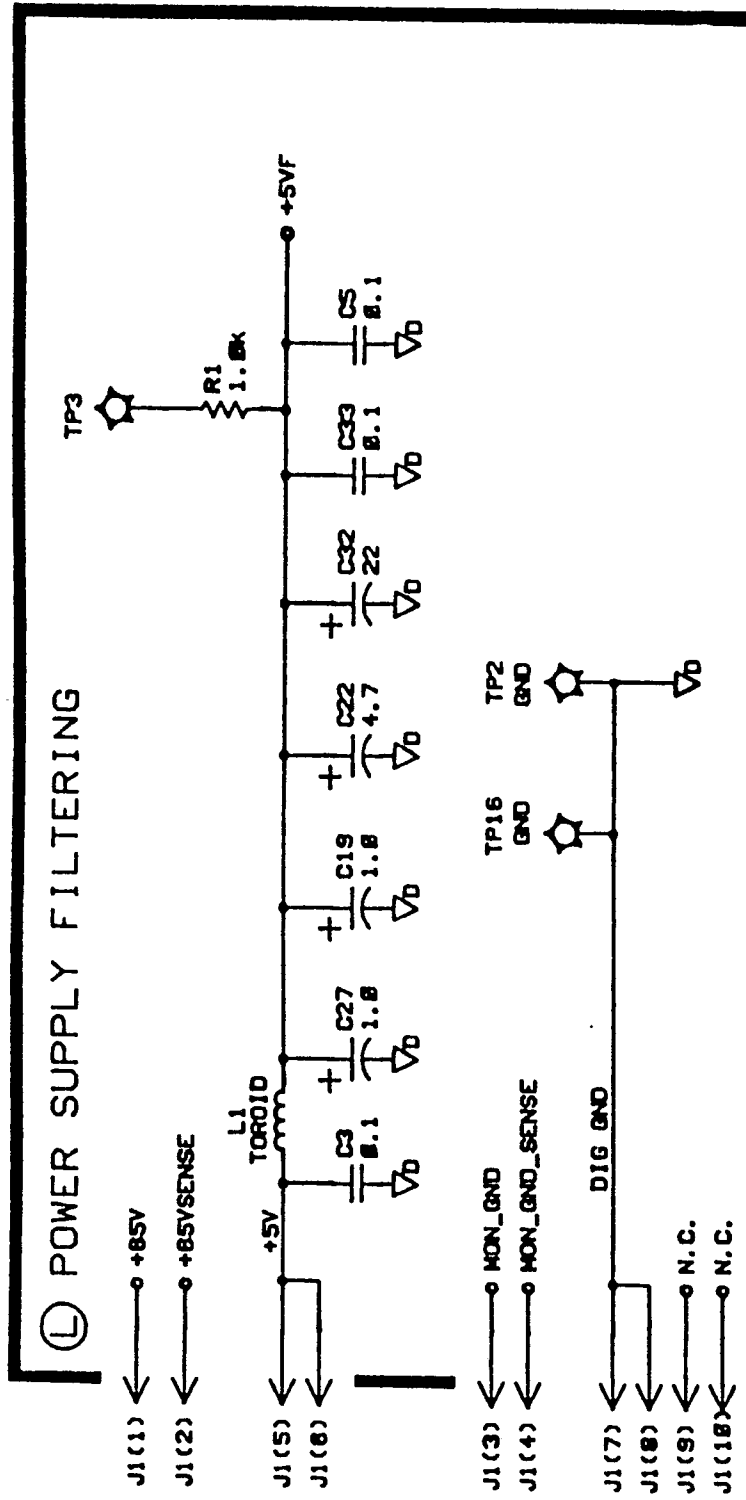 L POWER SUPPLY FILTERING
J1(1) +85V
J1(2) +85VSENSE
J1(5)
J1(6)
+5V
L1
TOROID
C3
0.1
C27
1.0
C19
1.0
C22
4.7
C32
22
C33
0.1
C5
0.1
TP3
R1
1.0K
+5VF
D
D
D
D
D
D
D
J1(3) MON_GND
J1(4) MON_GND_SENSE
J1(7)
J1(8)
DIG GND
TP16
GND
TP2
GND
D
J1(9) N.C.
J1(10) N.C.